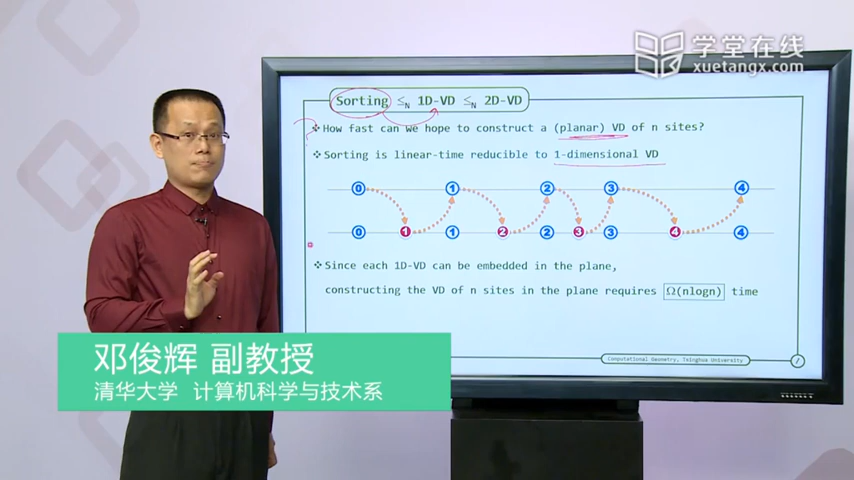 学堂在线
xuetangx.com
Sorting ≤N 1D-VD ≤N 2D-VD
❖ How fast can we hope to construct a (planar) VD of n sites?
❖ Sorting is linear-time reducible to 1-dimensional VD
0 1 2 3 4
0 1 1 2 2 3 3 4 4
❖ Since each 1D-VD can be embedded in the plane,
constructing the VD of n sites in the plane requires Ω(nlogn) time
Computational Geometry, Tsinghua University
7
邓俊辉 副教授
清华大学 计算机科学与技术系